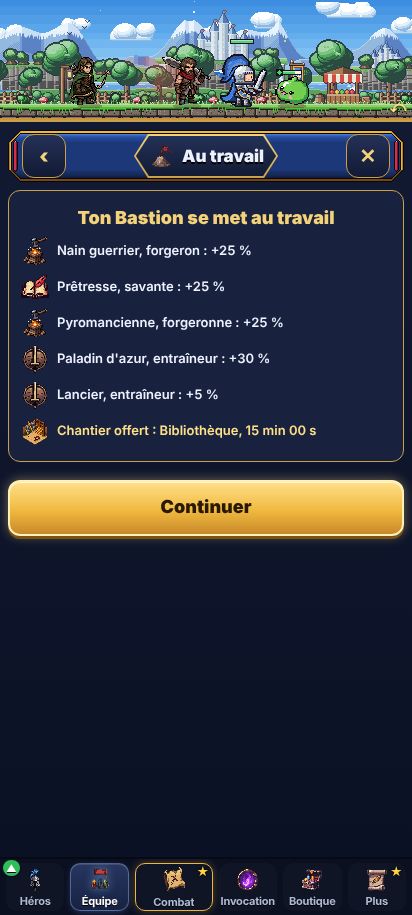 Au travail
Ton Bastion se met au travail
Nain guerrier, forgeron : +25 %
Prêtresse, savante : +25 %
Pyromancienne, forgeronne : +25 %
Paladin d'azur, entraîneur : +30 %
Lancier, entraîneur : +5 %
Chantier offert : Bibliothèque, 15 min 00 s
Continuer
Héros
Équipe
Combat
Invocation
Boutique
Plus